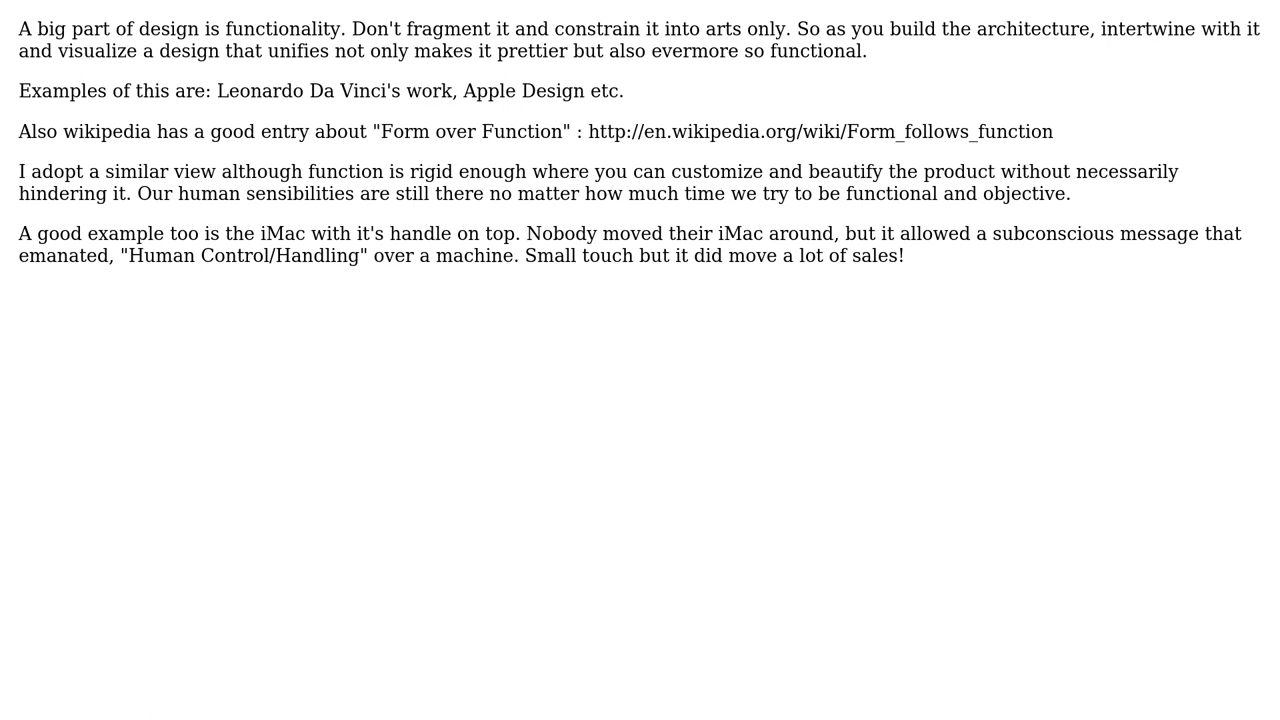 A big part of design is functionality. Don't fragment it and constrain it into arts only. So as you build the architecture, intertwine with it
and visualize a design that unifies not only makes it prettier but also evermore so functional.
Examples of this are: Leonardo Da Vinci's work, Apple Design etc.
Also wikipedia has a good entry about "Form over Function" : http://en.wikipedia.org/wiki/Form_follows_function
I adopt a similar view although function is rigid enough where you can customize and beautify the product without necessarily
hindering it. Our human sensibilities are still there no matter how much time we try to be functional and objective.
A good example too is the iMac with it's handle on top. Nobody moved their iMac around, but it allowed a subconscious message that
emanated, "Human Control/Handling" over a machine. Small touch but it did move a lot of sales!